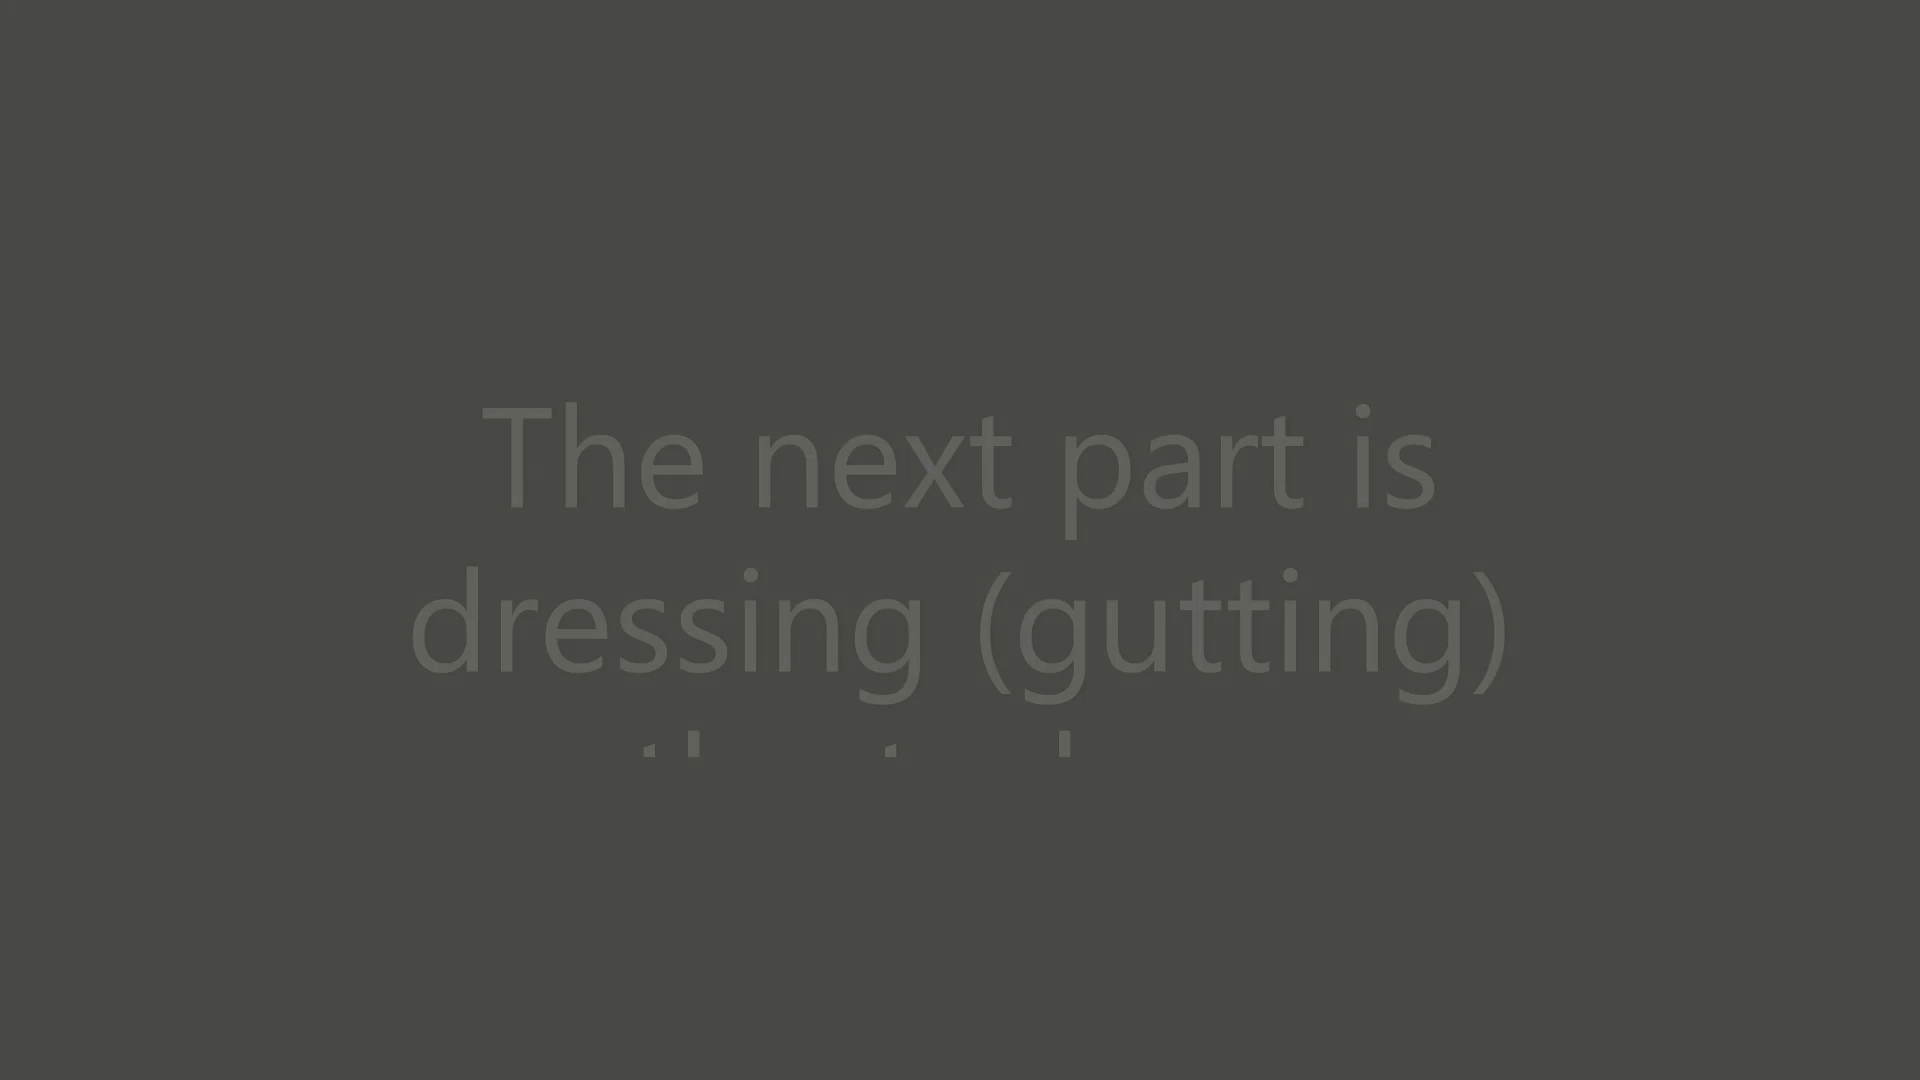 The next part is
dressing (gutting)